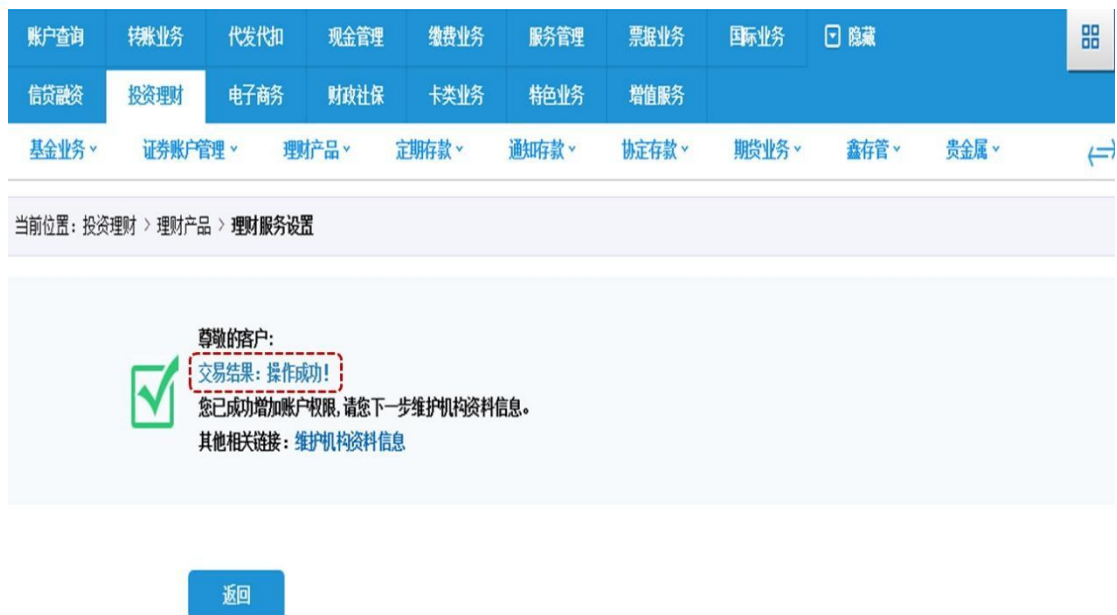 账户查询 转账业务 代发代扣 现金管理 缴费业务 服务管理 票据业务 国际业务 隐藏
信贷融资 投资理财 电子商务 财政社保 卡类业务 特色业务 增值服务
基金业务 证券账户管理 理财产品 定期存款 通知存款 协定存款 期货业务 鑫存管 贵金属
当前位置：投资理财 > 理财产品 > 理财服务设置
尊敬的客户：
交易结果：操作成功！
您已成功增加账户权限，请您下一步维护机构资料信息。
其他相关链接：维护机构资料信息
返回